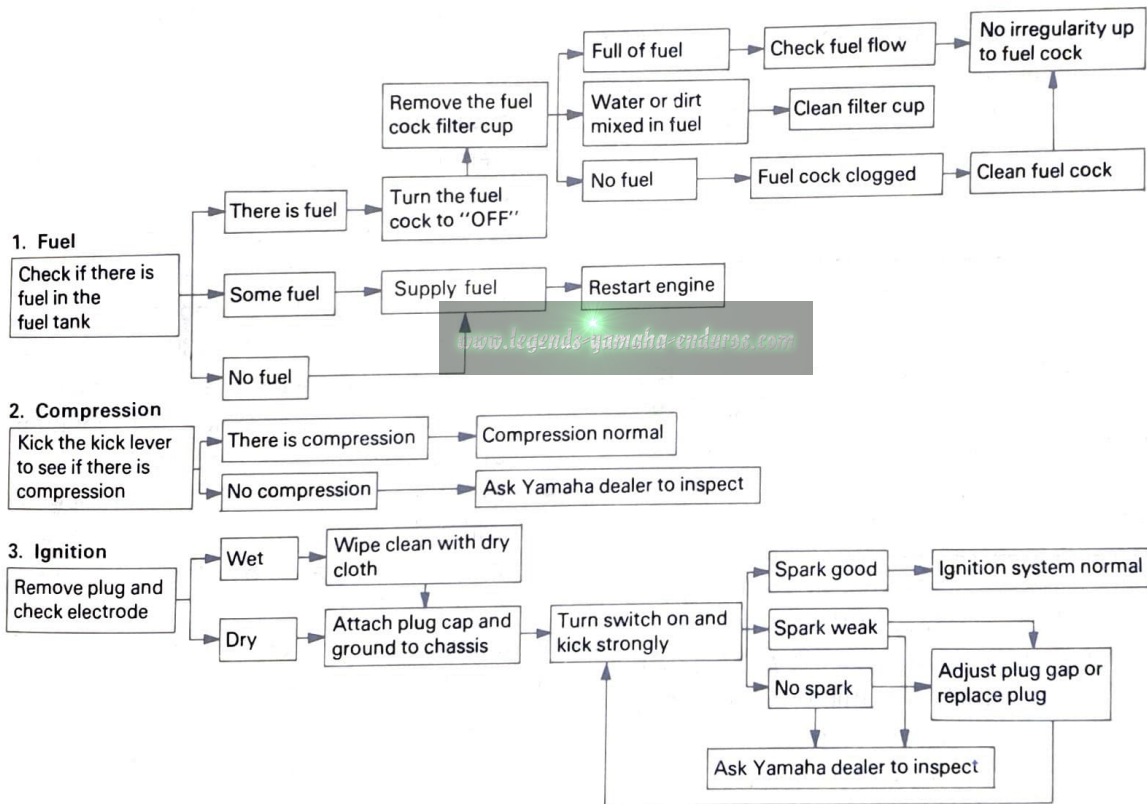 1. Fuel
Check if there is
fuel in the
fuel tank
There is fuel
Turn the fuel
cock to "OFF"
Remove the fuel
cock filter cup
Full of fuel
Check fuel flow
No irregularity up
to fuel cock
Water or dirt
mixed in fuel
Clean filter cup
No fuel
Fuel cock clogged
Clean fuel cock
Some fuel
Supply fuel
Restart engine
No fuel
www.legends-yamaha-enduros.com
2. Compression
Kick the kick lever
to see if there is
compression
There is compression
Compression normal
No compression
Ask Yamaha dealer to inspect
3. Ignition
Remove plug and
check electrode
Wet
Wipe clean with dry
cloth
Dry
Attach plug cap and
ground to chassis
Turn switch on and
kick strongly
Spark good
Ignition system normal
Spark weak
No spark
Adjust plug gap or
replace plug
Ask Yamaha dealer to inspect